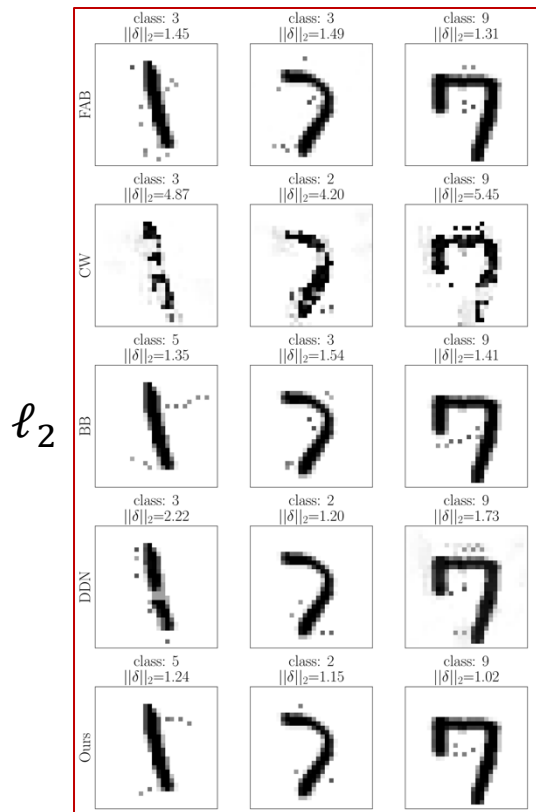 class: 3 class: 3 class: 9
||δ||₂=1.45 ||δ||₂=1.49 ||δ||₂=1.31
FAB
class: 3 class: 2 class: 9
||δ||₂=4.87 ||δ||₂=4.20 ||δ||₂=5.45
CW
class: 5 class: 3 class: 9
||δ||₂=1.35 ||δ||₂=1.54 ||δ||₂=1.41
BB
ℓ₂
class: 3 class: 2 class: 9
||δ||₂=2.22 ||δ||₂=1.20 ||δ||₂=1.73
DDN
class: 5 class: 2 class: 9
||δ||₂=1.24 ||δ||₂=1.15 ||δ||₂=1.02
Ours